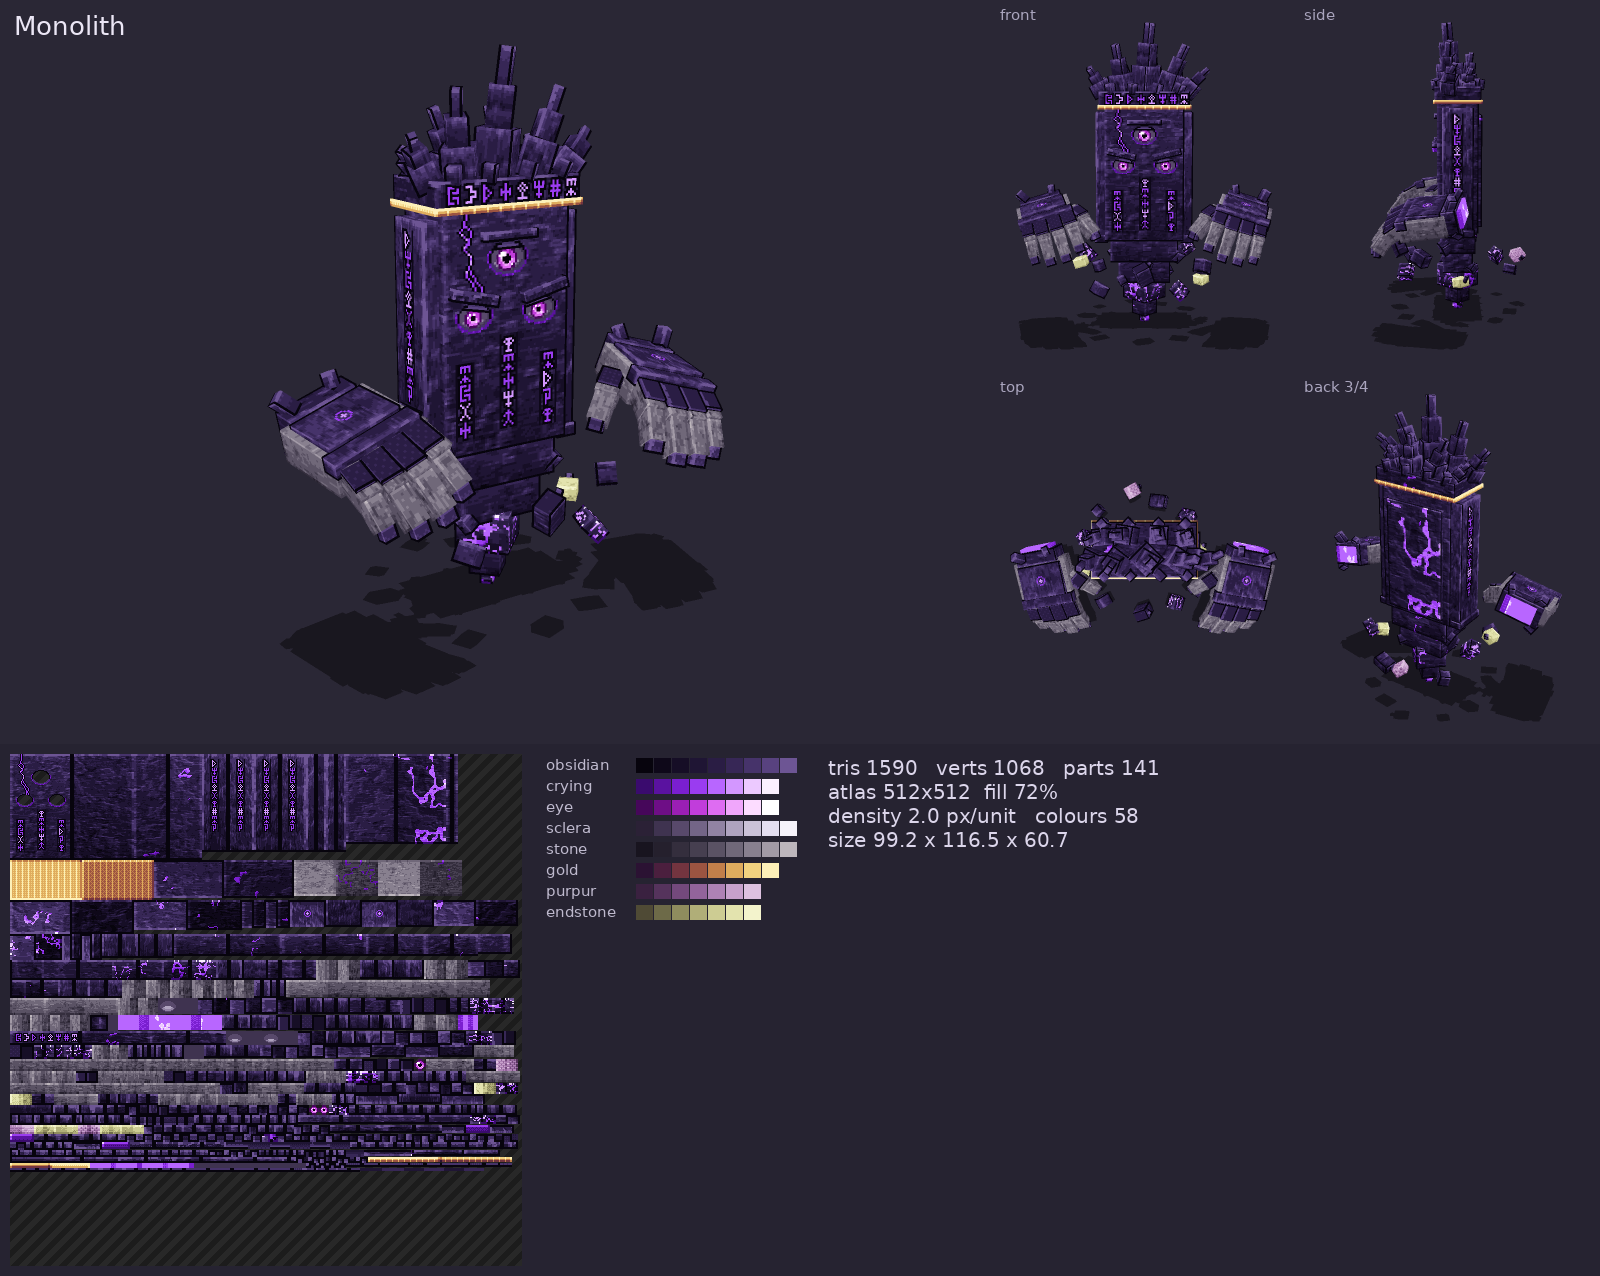 Monolith
front
side
top
back 3/4
obsidian
crying
eye
sclera
stone
gold
purpur
endstone
tris 1590 verts 1068 parts 141
atlas 512x512 fill 72%
density 2.0 px/unit colours 58
size 99.2 x 116.5 x 60.7